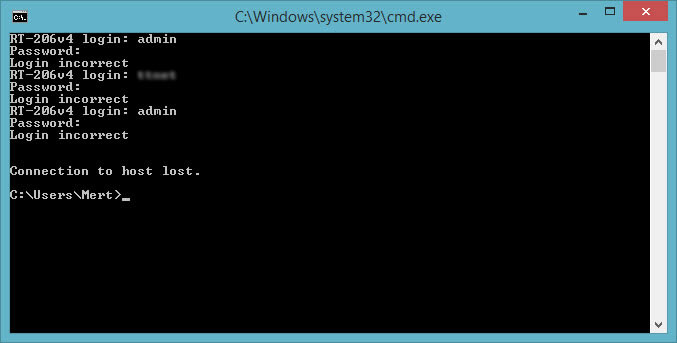 C:\Windows\system32\cmd.exe
RT-206v4 login: admin
Password:
Login incorrect
RT-206v4 login:
Password:
Login incorrect
RT-206v4 login: admin
Password:
Login incorrect
Connection to host lost.
C:\Users\Mert>_